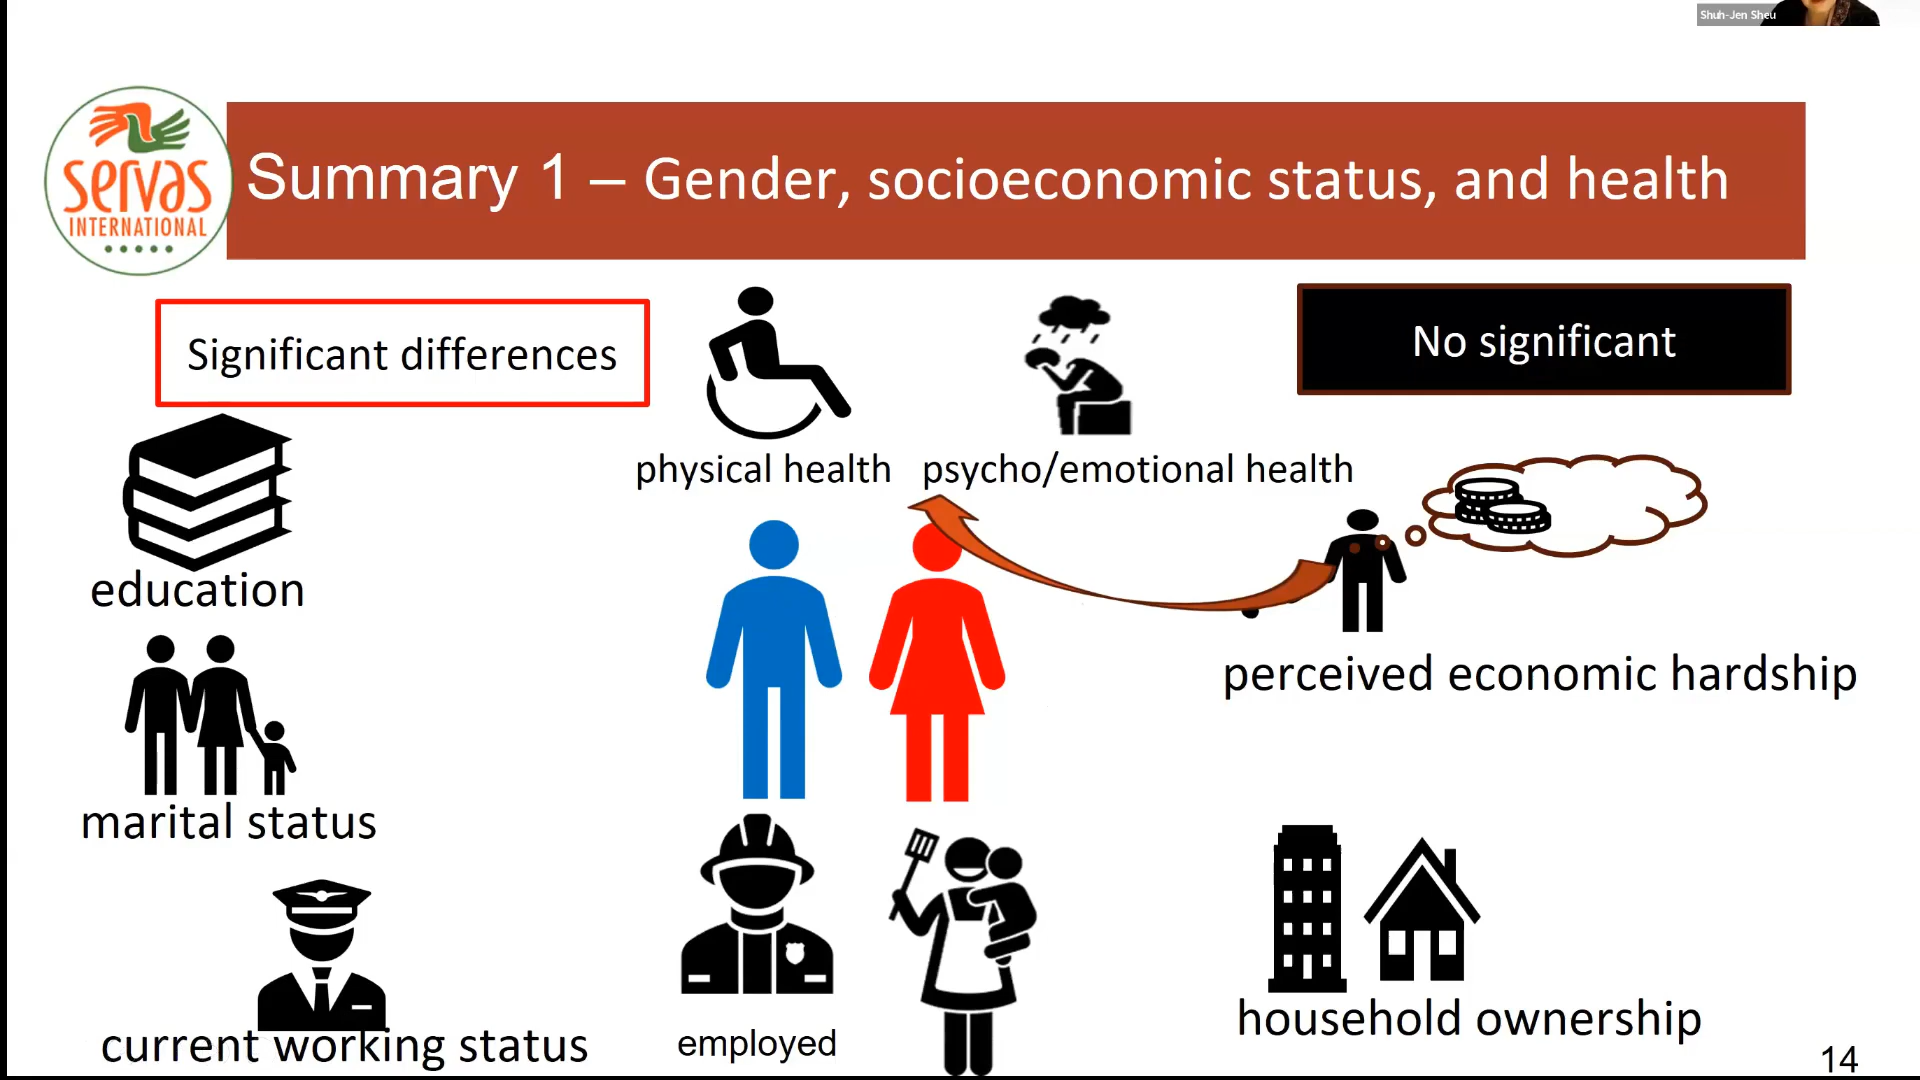 Shuh-Jen Sheu
servas
INTERNATIONAL
Summary 1 – Gender, socioeconomic status, and health
Significant differences
No significant
physical health
psycho/emotional health
education
perceived economic hardship
marital status
household ownership
current working status
employed
14